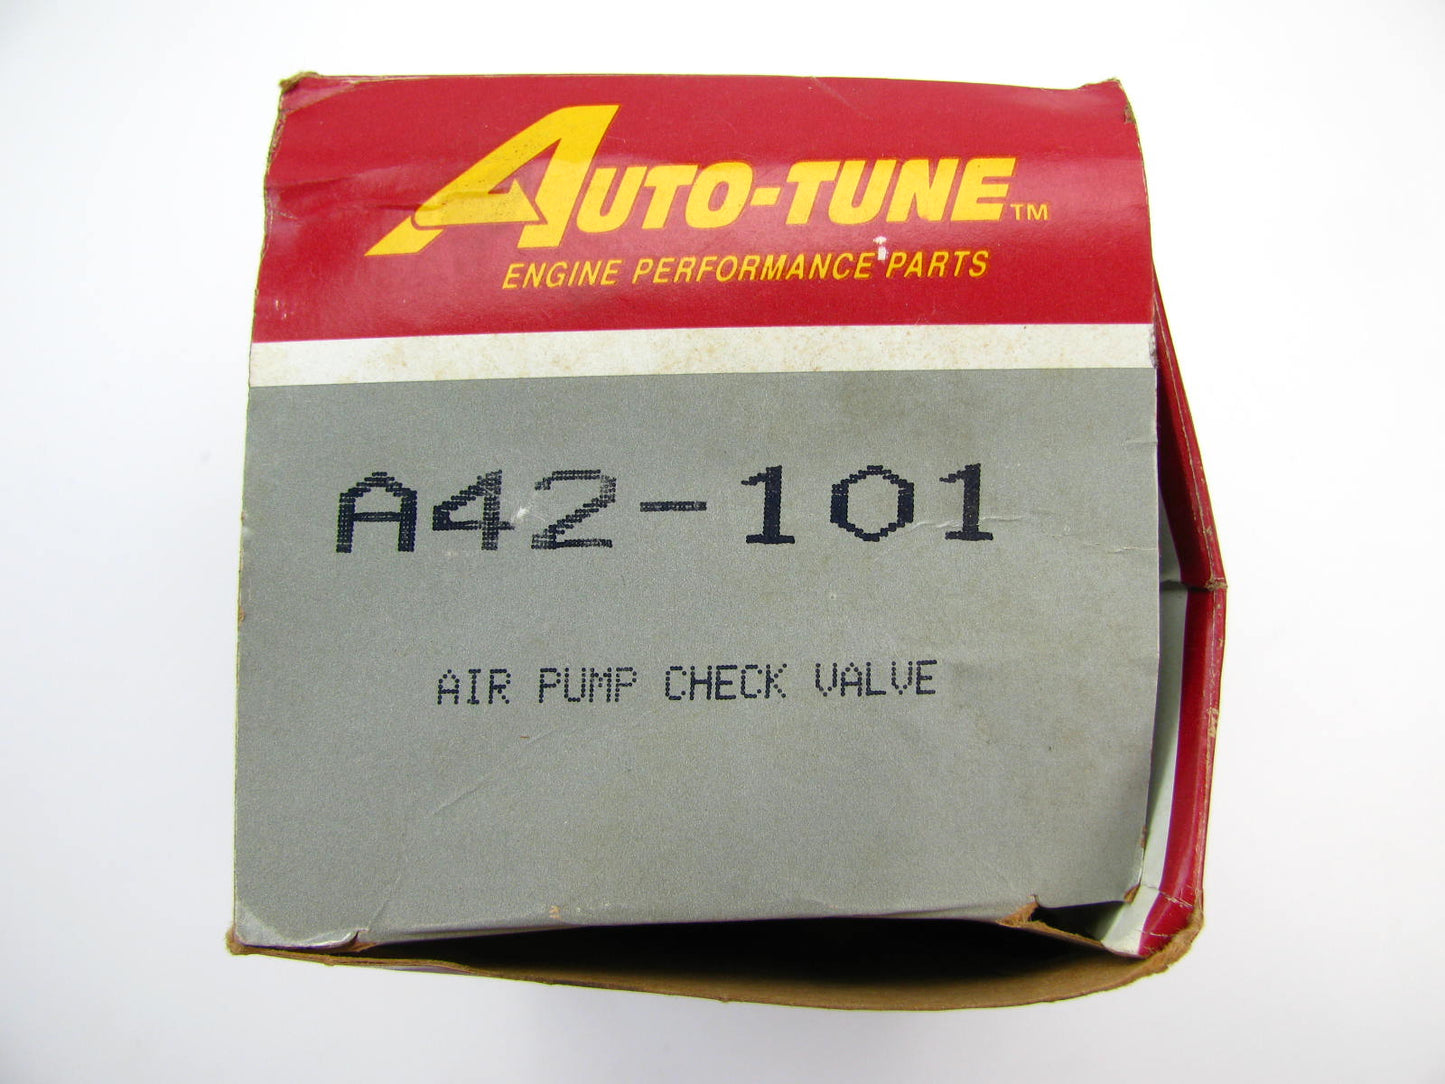 AUTO-TUNE™
ENGINE PERFORMANCE PARTS
A42-101
AIR PUMP CHECK VALVE